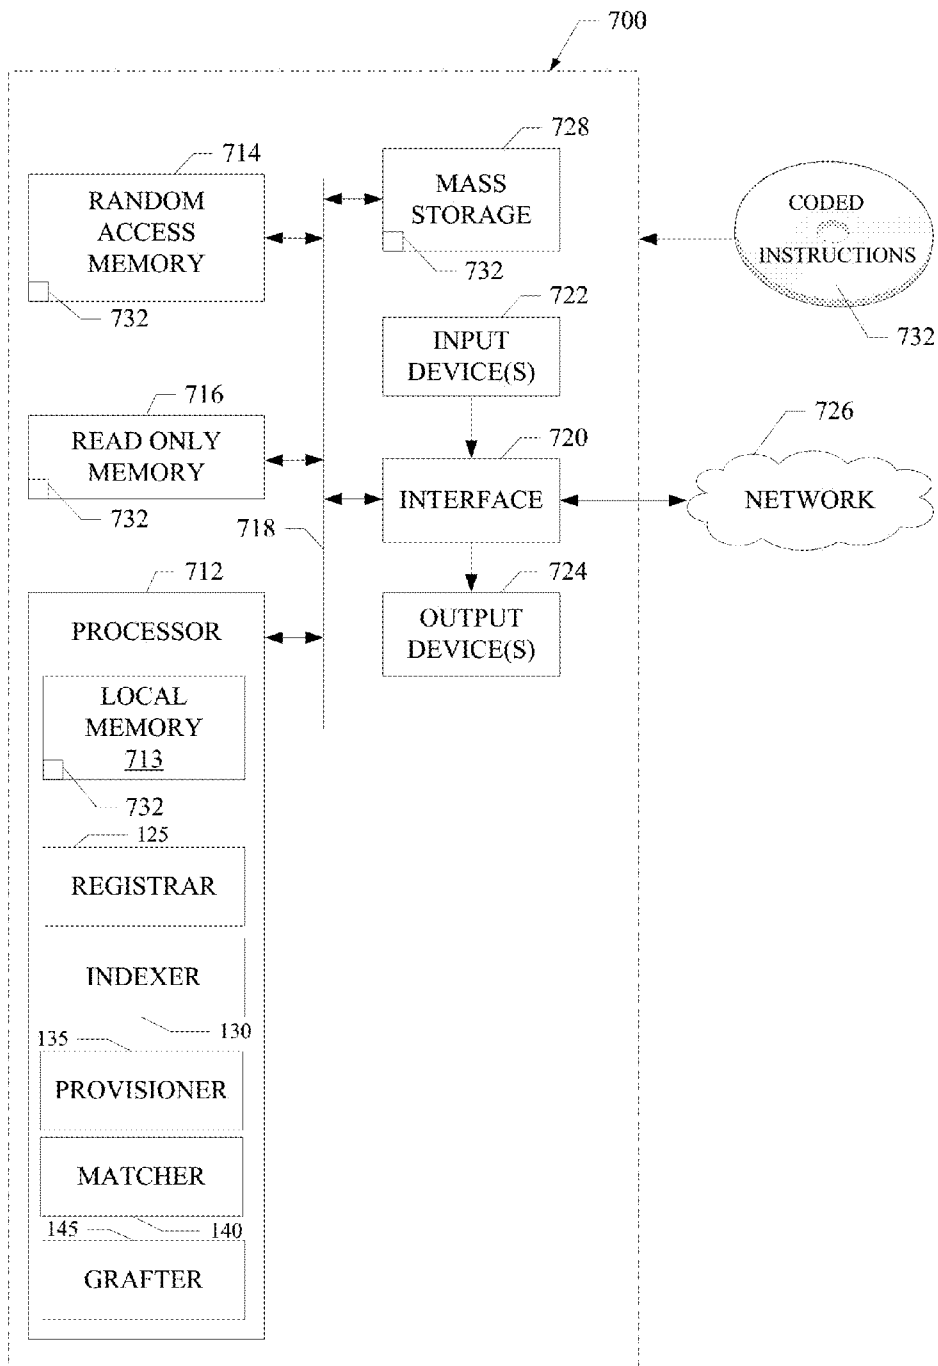 700
728
714
MASS
STORAGE
RANDOM
ACCESS
MEMORY
CODED
INSTRUCTIONS
732
732
722
732
INPUT
DEVICE(S)
716
READ ONLY
MEMORY
720
726
INTERFACE
NETWORK
732
718
712
724
PROCESSOR
OUTPUT
DEVICE(S)
LOCAL
MEMORY
713
732
125
REGISTRAR
INDEXER
130
135
PROVISIONER
MATCHER
140
145
GRAFTER